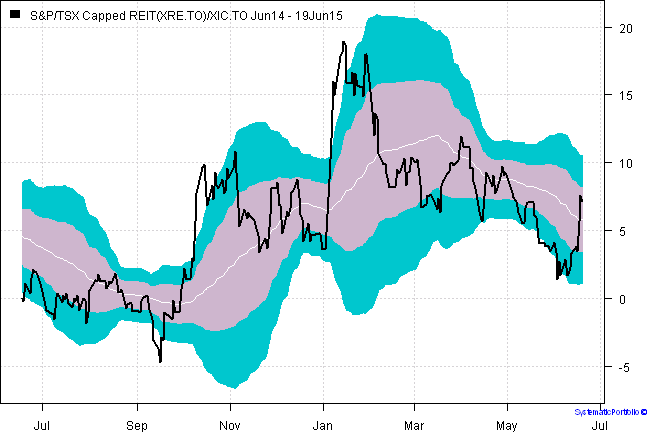 S&P/TSX Capped REIT(XRE.TO)/XIC.TO Jun14 - 19Jun15
20
15
10
5
0
-5
SystematicPortfolio ©
Jul Sep Nov Jan Mar May Jul